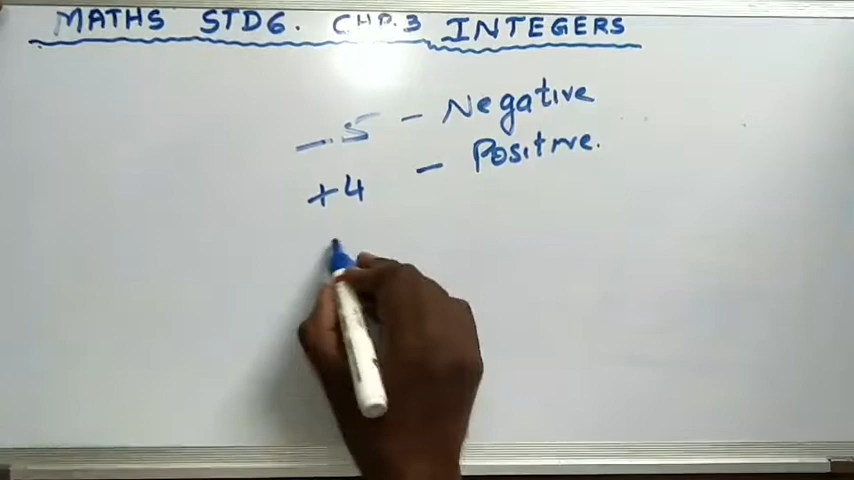 MATHS STD6. CHP.3 INTEGERS
-5 - Negative
+4 - Positive.